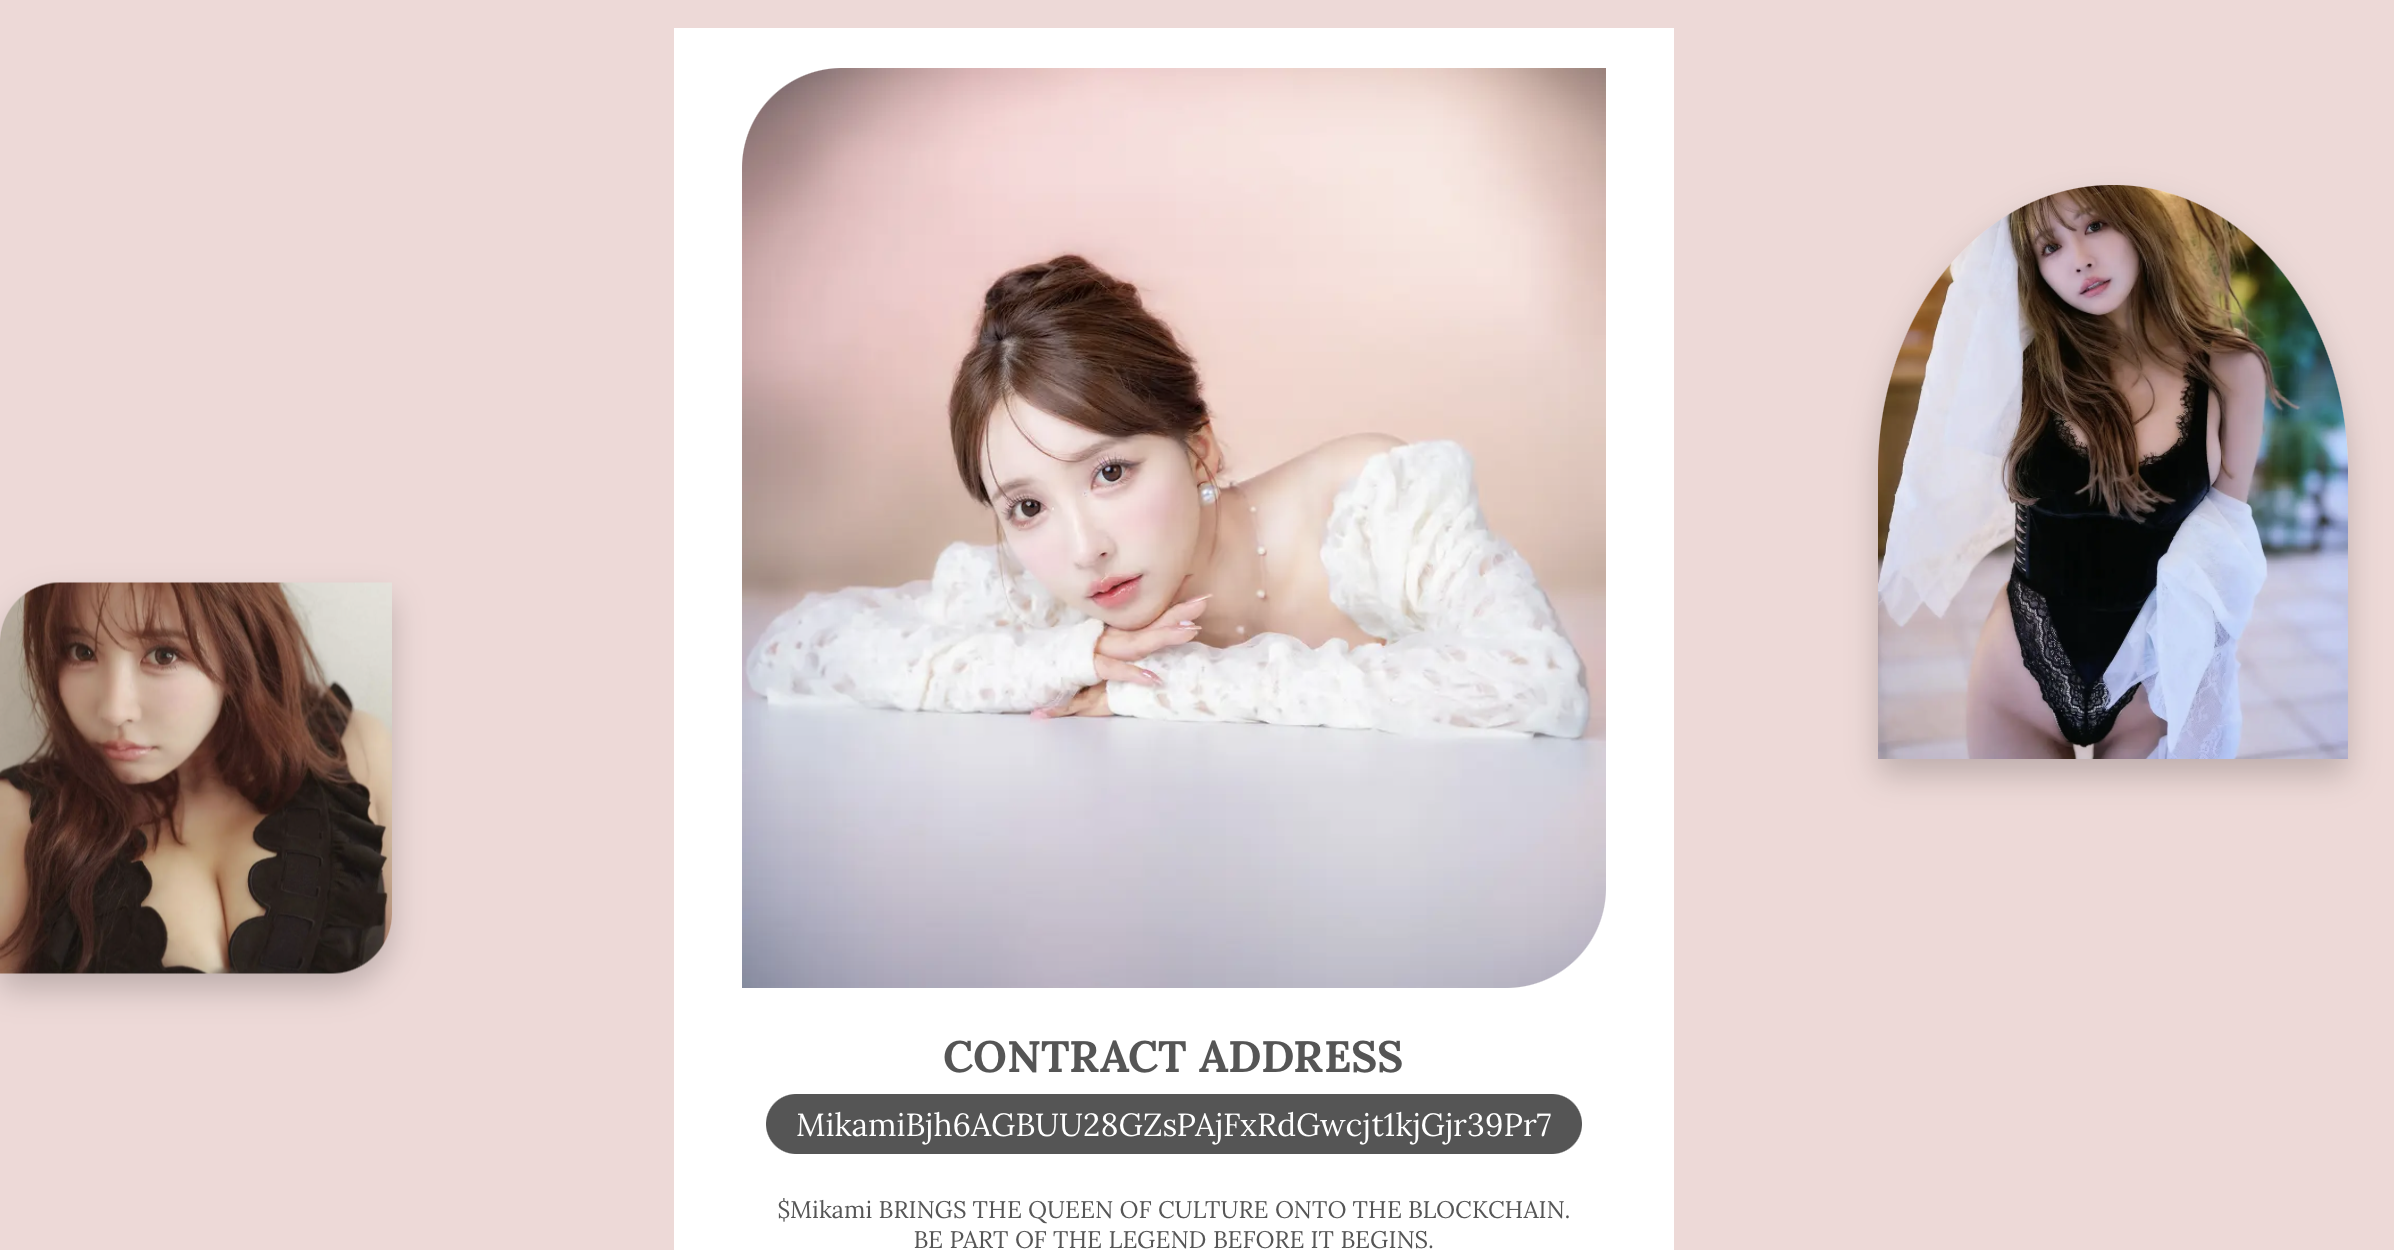 CONTRACT ADDRESS
MikamiBjh6AGBUU28GZsPAjFxRdGwcjt1kjGjr39Pr7
$Mikami BRINGS THE QUEEN OF CULTURE ONTO THE BLOCKCHAIN.
BE PART OF THE LEGEND BEFORE IT BEGINS.